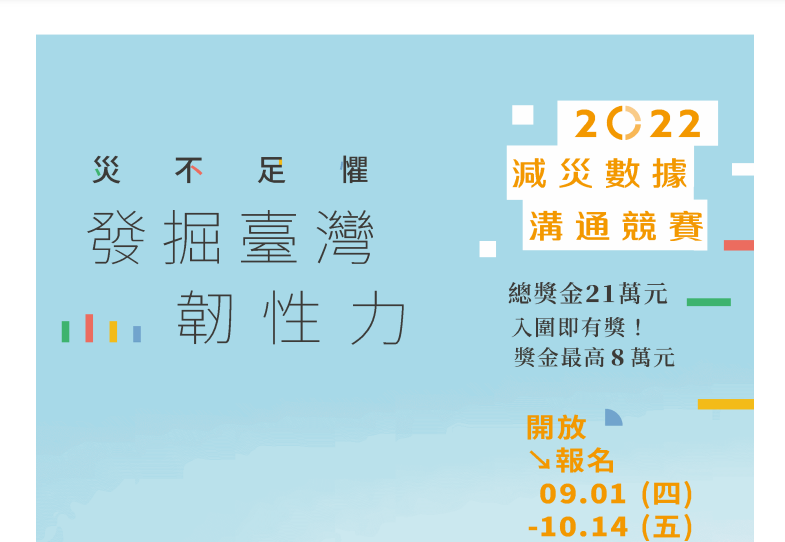 災不足懼
發掘臺灣
韌性力
2022
減災數據
溝通競賽
總獎金21萬元
入圍即有獎！
獎金最高8萬元
開放
↘報名
09.01 (四)
-10.14 (五)